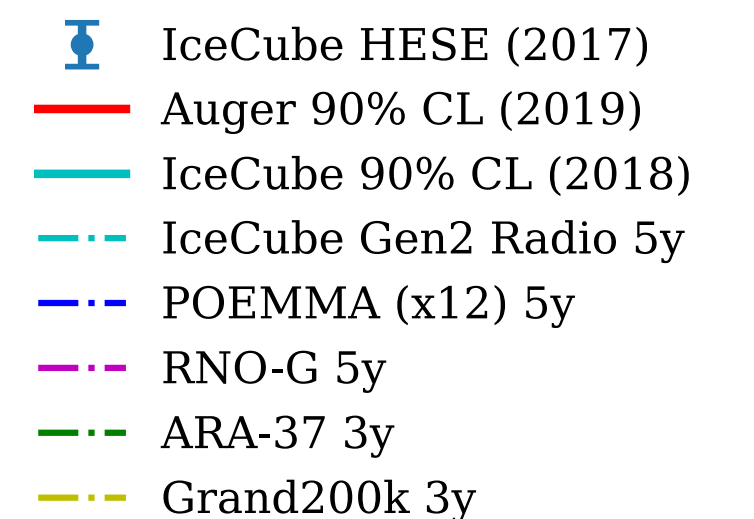 IceCube HESE (2017)
Auger 90% CL (2019)
IceCube 90% CL (2018)
IceCube Gen2 Radio 5y
POEMMA (x12) 5y
RNO-G 5y
ARA-37 3y
Grand200k 3y